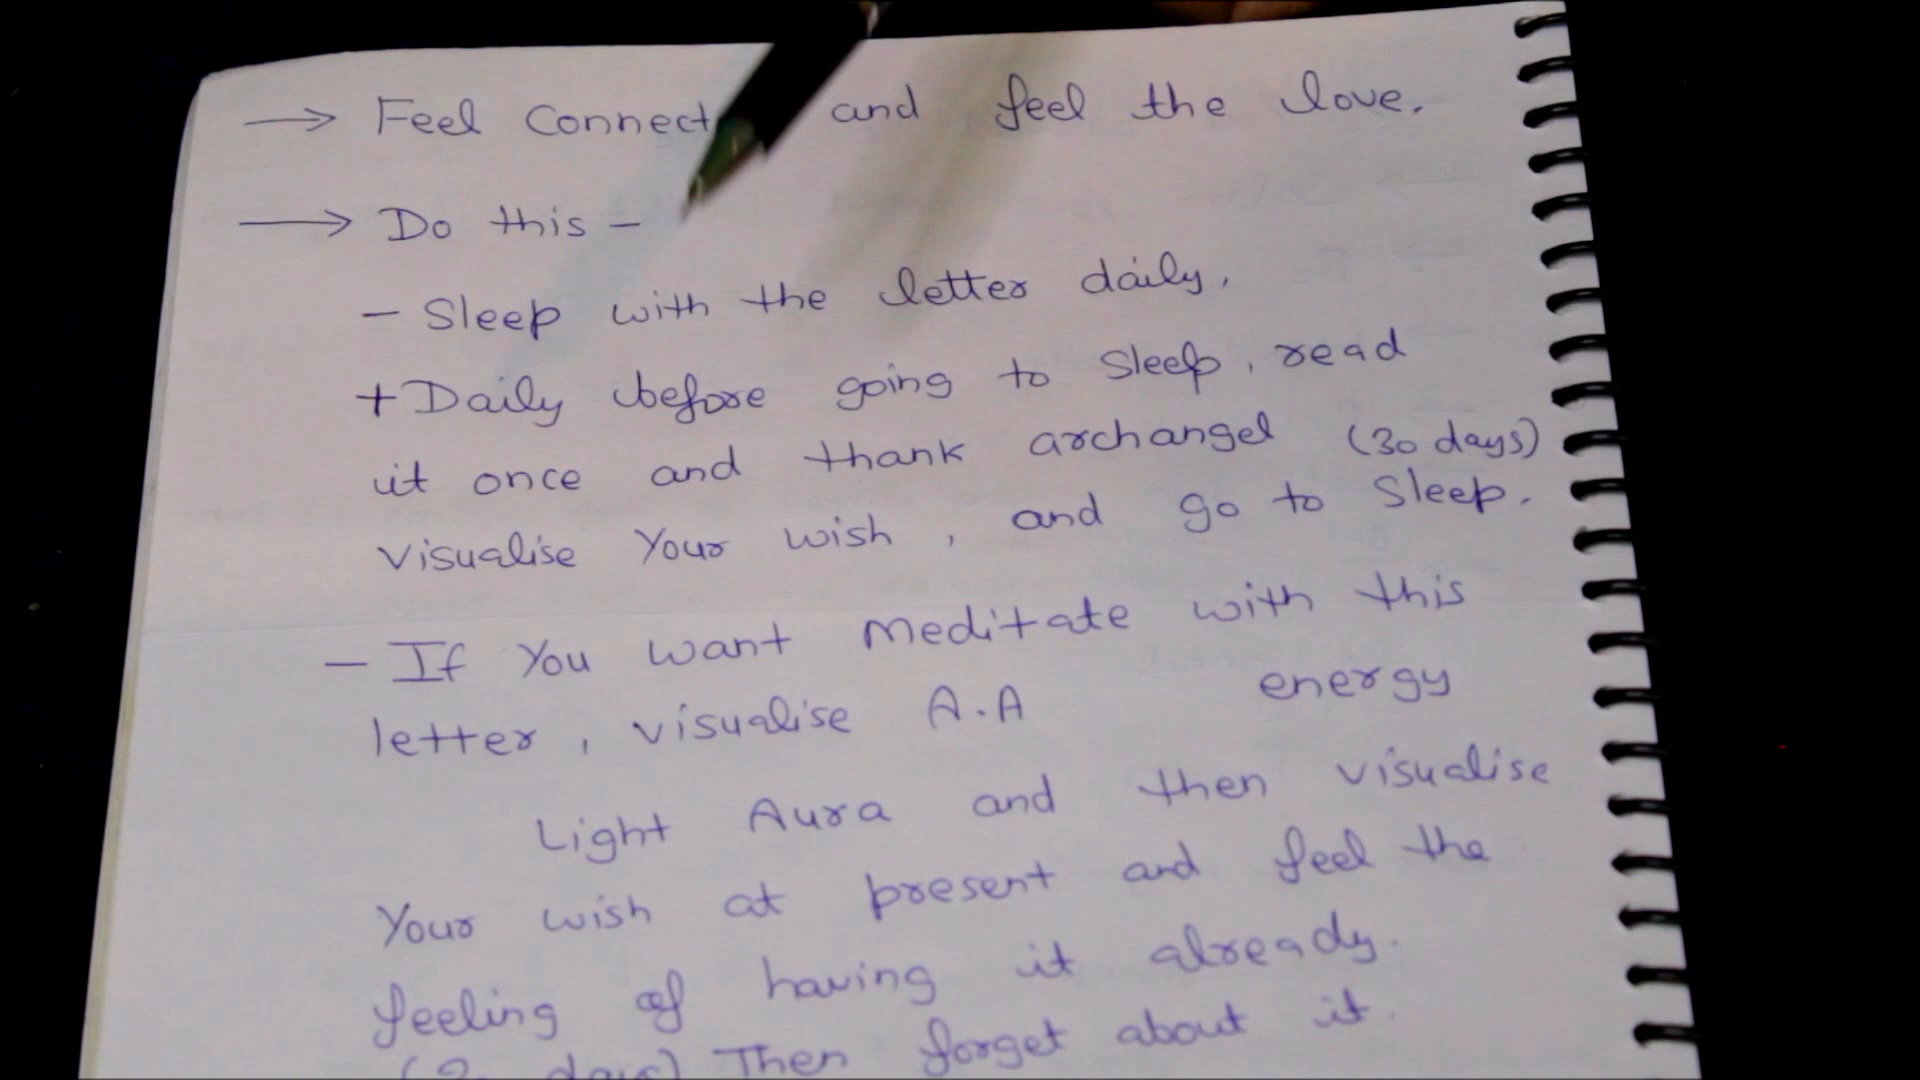 → Feel Connect and feel the love.
→ Do this -
- Sleep with the letter daily.
+ Daily before going to Sleep, read
it once and thank archangel (30 days)
visualise Your wish, and go to Sleep.
- If You want Meditate with this
letter, visualise A.A energy
Light Aura and then visualise
Your wish at present and feel the
feeling of having it already.
days) Then forget about it.